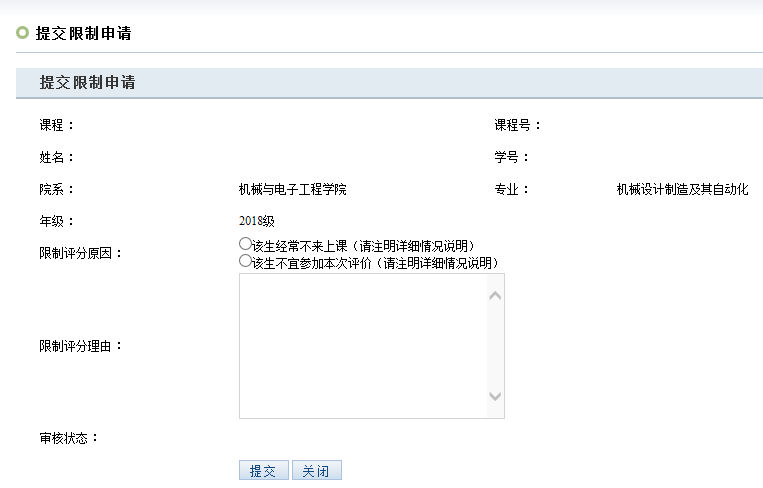 提交限制申请
提交限制申请
课程： 课程号：
姓名： 学号：
院系： 机械与电子工程学院 专业： 机械设计制造及其自动化
年级： 2018级
限制评分原因： 该生经常不来上课（请注明详细情况说明）
该生不宜参加本次评价（请注明详细情况说明）
限制评分理由：
审核状态：
提交 关闭